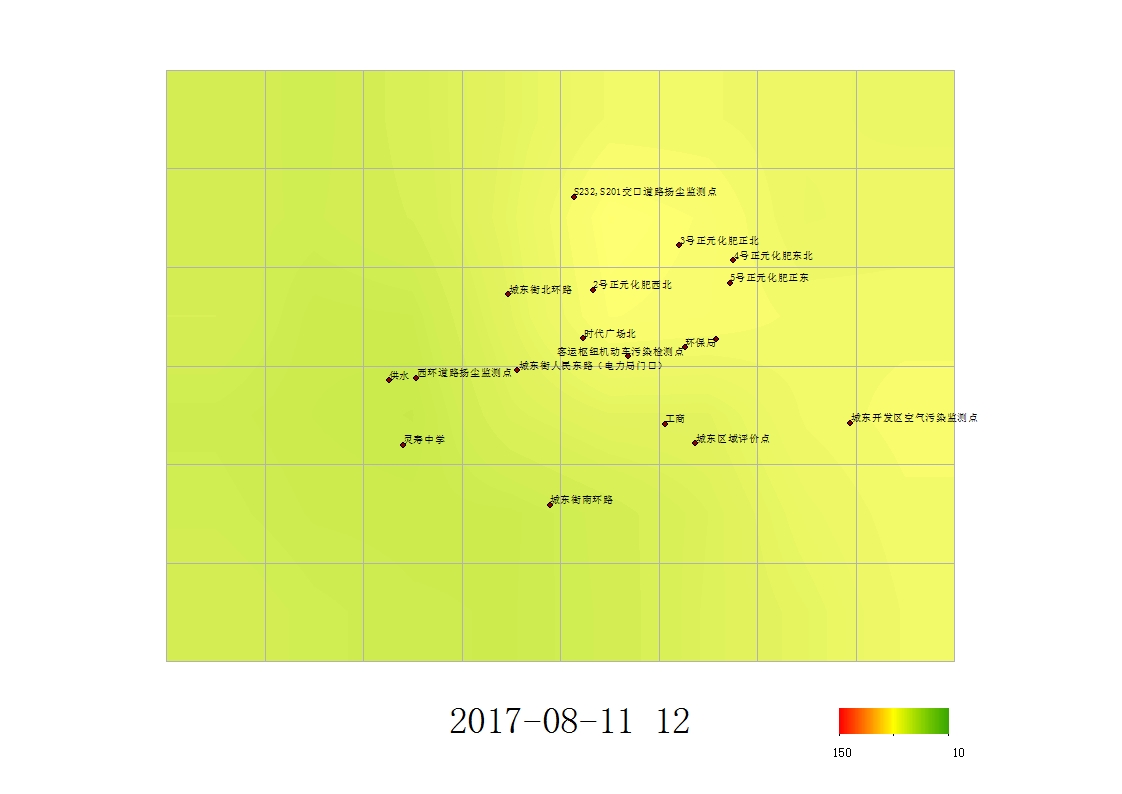 S232,S201交口道路扬尘监测点
3号正元化肥正北
4号正元化肥东北
5号正元化肥正东
2号正元化肥西北
城东街北环路
时代广场北
环保局
客运枢纽机动车污染检测点
城东街人民东路（电力局门口）
西环道路扬尘监测点
供水
工商
城东开发区空气污染监测点
城东区域评价点
灵寿中学
城东街南环路
2017-08-11 12
150
10